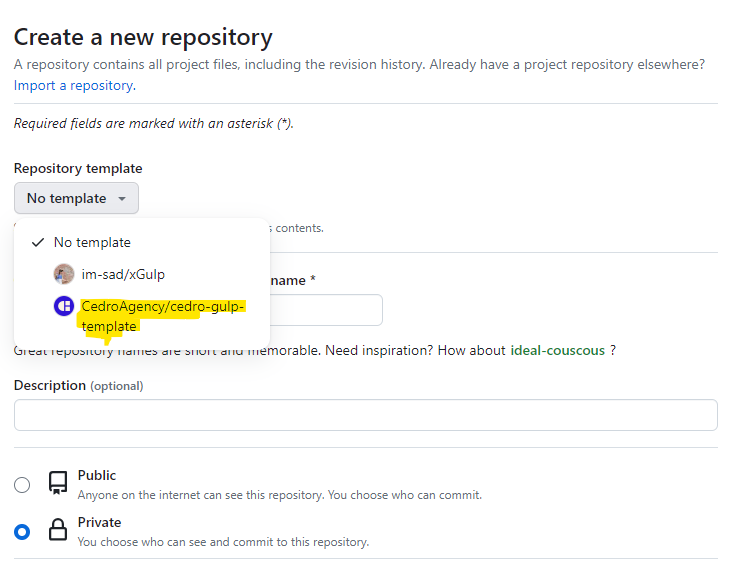 Create a new repository
A repository contains all project files, including the revision history. Already have a project repository elsewhere?
Import a repository.
Required fields are marked with an asterisk (*).
Repository template
No template
s contents.
No template
im-sad/xGulp
name *
CedroAgency/cedro-gulp-
template
Great repository names are short and memorable. Need inspiration? How about ideal-couscous ?
Description (optional)
Public
Anyone on the internet can see this repository. You choose who can commit.
Private
You choose who can see and commit to this repository.